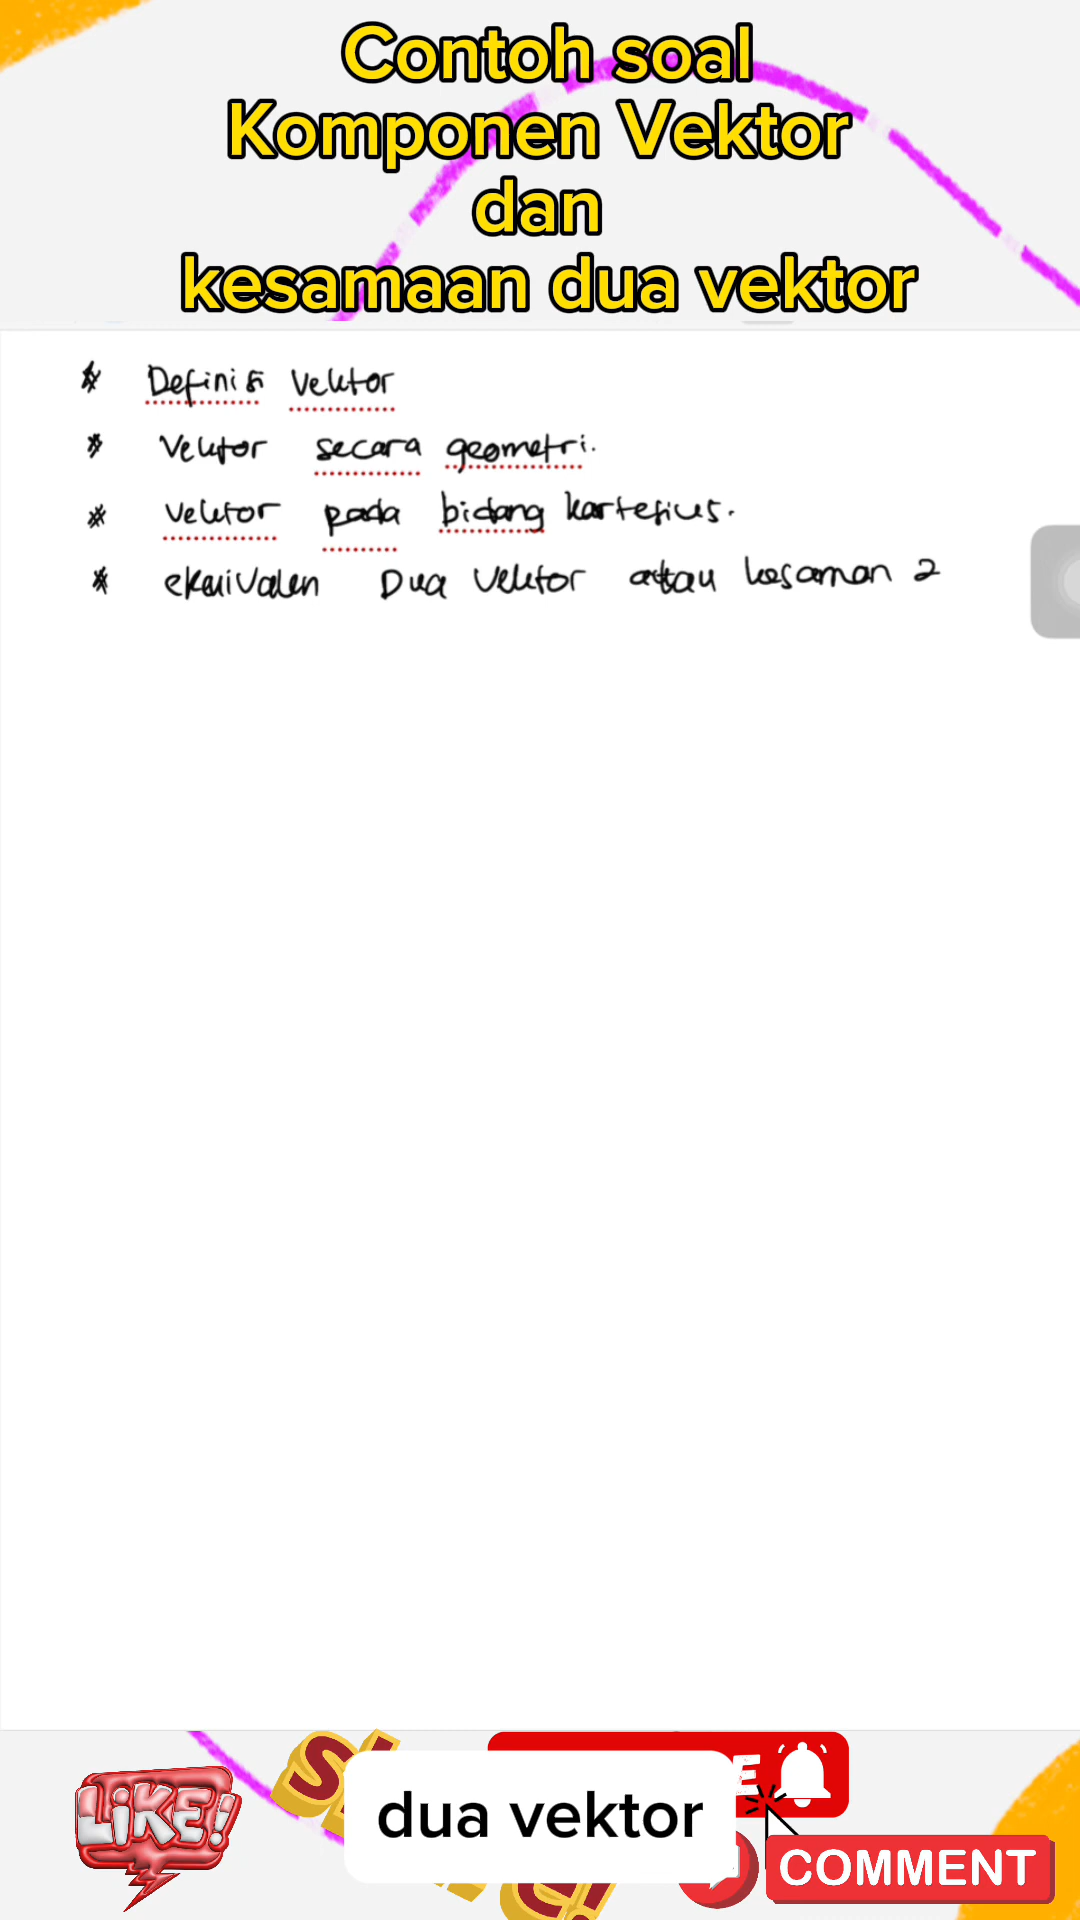 Contoh soal
Komponen Vektor
dan
kesamaan dua vektor
* Definisi Vektor
* Vektor secara geometri.
* vektor pada bidang kartesius.
* ekuivalen Dua Vektor atau kesaman 2
LiKE!
E
dua vektor
COMMENT